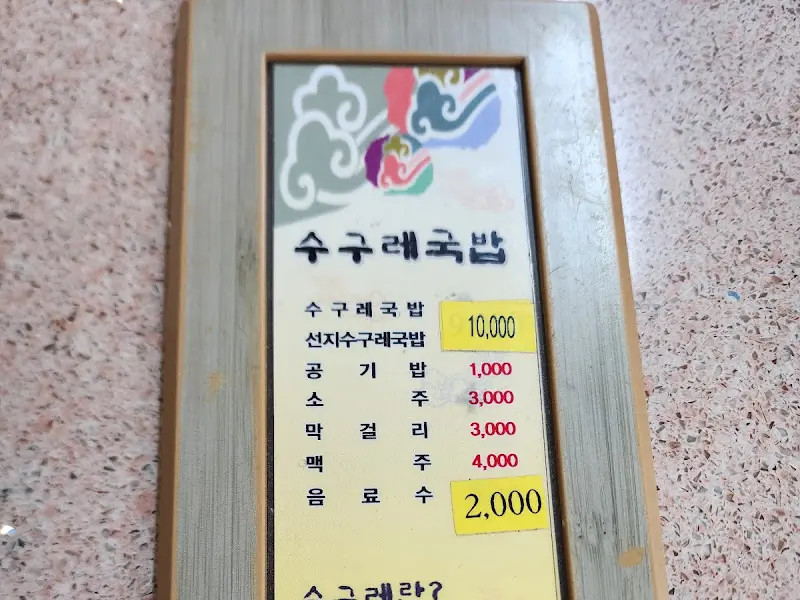 수구레국밥
수구레국밥 10,000
선지수구레국밥
공기밥 1,000
소주 3,000
막걸리 3,000
맥주 4,000
음료수 2,000
수구레란?